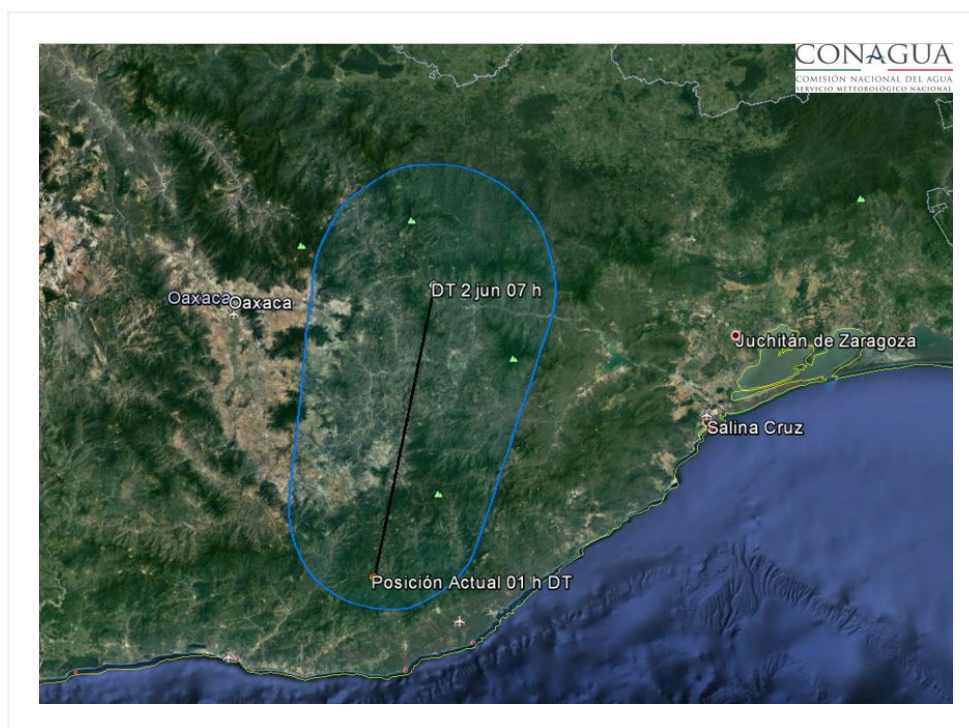 CONAGUA
COMISIÓN NACIONAL DEL AGUA
SERVICIO METEOROLÓGICO NACIONAL
DT 2 jun 07 h
Oaxaca Oaxaca
Juchitán de Zaragoza
Salina Cruz
Posición Actual 01 h DT